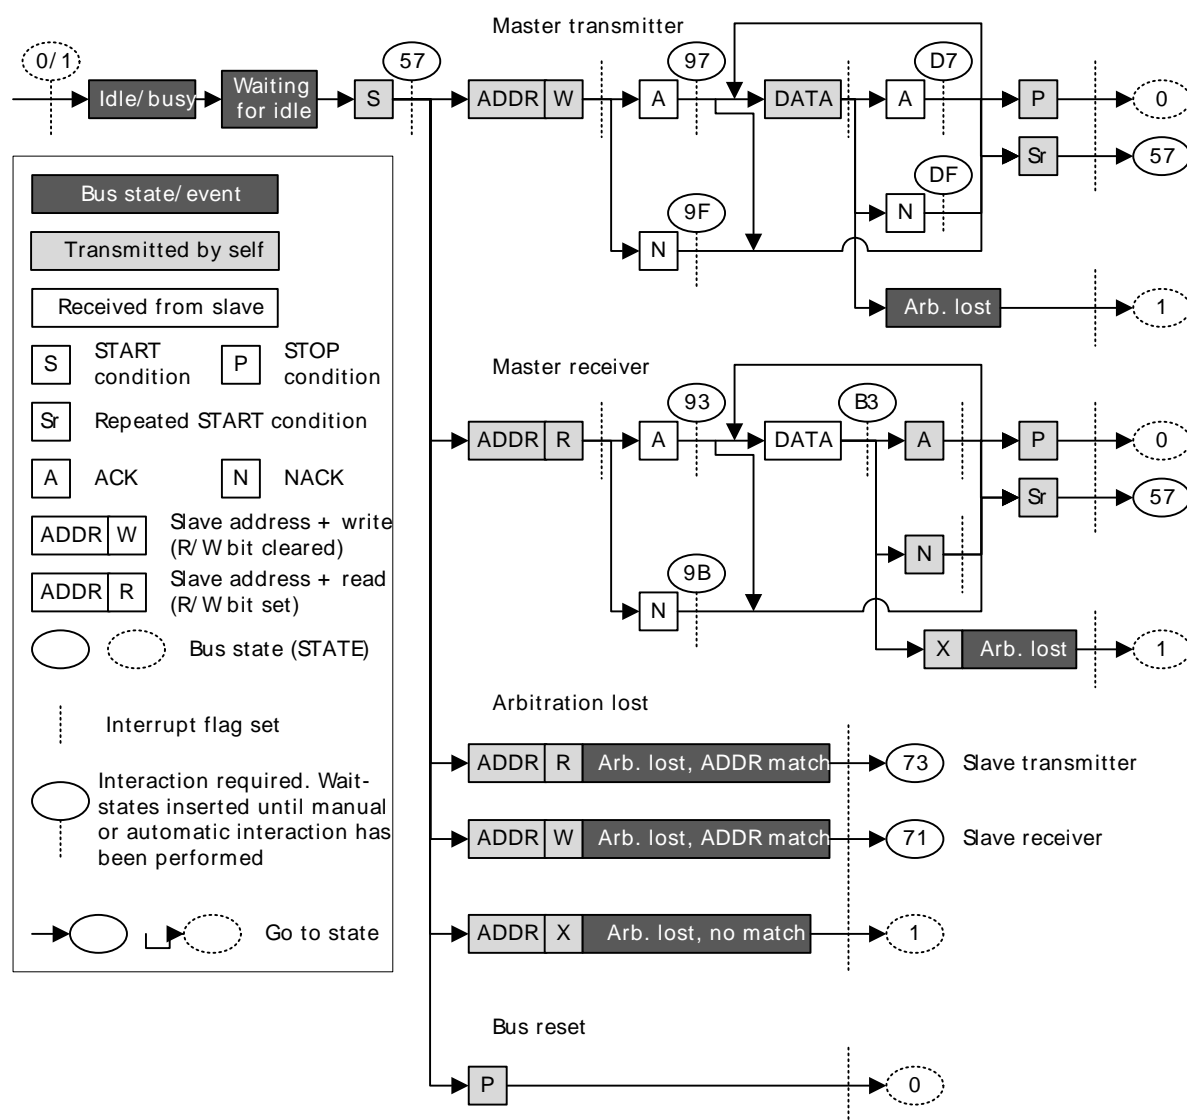 Master transmitter
0/1
57
97
D7
Idle/busy
Waiting
for idle
S
ADDR W
A
DATA
A
P
0
Sr
57
DF
N
9F
N
Arb. lost
1
Bus state/event
Transmitted by self
Received from slave
S START
condition
P STOP
condition
Sr Repeated START condition
A ACK
N NACK
ADDR W Slave address + write
(R/W bit cleared)
ADDR R Slave address + read
(R/W bit set)
Bus state (STATE)
Interrupt flag set
Interaction required. Wait-
states inserted until manual
or automatic interaction has
been performed
Go to state
Master receiver
93
B3
ADDR R
A
DATA
A
P
0
Sr
57
N
9B
N
X Arb. lost
1
Arbitration lost
ADDR R Arb. lost, ADDR match
73
Slave transmitter
ADDR W Arb. lost, ADDR match
71
Slave receiver
ADDR X Arb. lost, no match
1
Bus reset
P
0